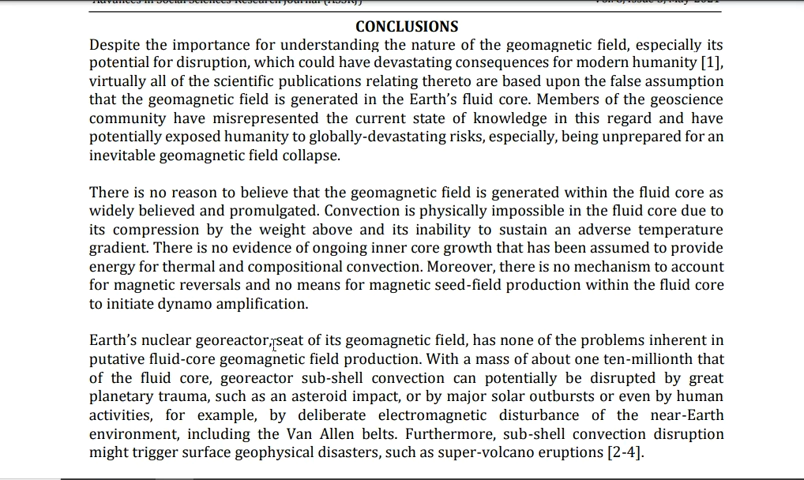 CONCLUSIONS
Despite the importance for understanding the nature of the geomagnetic field, especially its
potential for disruption, which could have devastating consequences for modern humanity [1],
virtually all of the scientific publications relating thereto are based upon the false assumption
that the geomagnetic field is generated in the Earth's fluid core. Members of the geoscience
community have misrepresented the current state of knowledge in this regard and have
potentially exposed humanity to globally-devastating risks, especially, being unprepared for an
inevitable geomagnetic field collapse.
There is no reason to believe that the geomagnetic field is generated within the fluid core as
widely believed and promulgated. Convection is physically impossible in the fluid core due to
its compression by the weight above and its inability to sustain an adverse temperature
gradient. There is no evidence of ongoing inner core growth that has been assumed to provide
energy for thermal and compositional convection. Moreover, there is no mechanism to account
for magnetic reversals and no means for magnetic seed-field production within the fluid core
to initiate dynamo amplification.
Earth's nuclear georeactor, seat of its geomagnetic field, has none of the problems inherent in
putative fluid-core geomagnetic field production. With a mass of about one ten-millionth that
of the fluid core, georeactor sub-shell convection can potentially be disrupted by great
planetary trauma, such as an asteroid impact, or by major solar outbursts or even by human
activities, for example, by deliberate electromagnetic disturbance of the near-Earth
environment, including the Van Allen belts. Furthermore, sub-shell convection disruption
might trigger surface geophysical disasters, such as super-volcano eruptions [2-4].